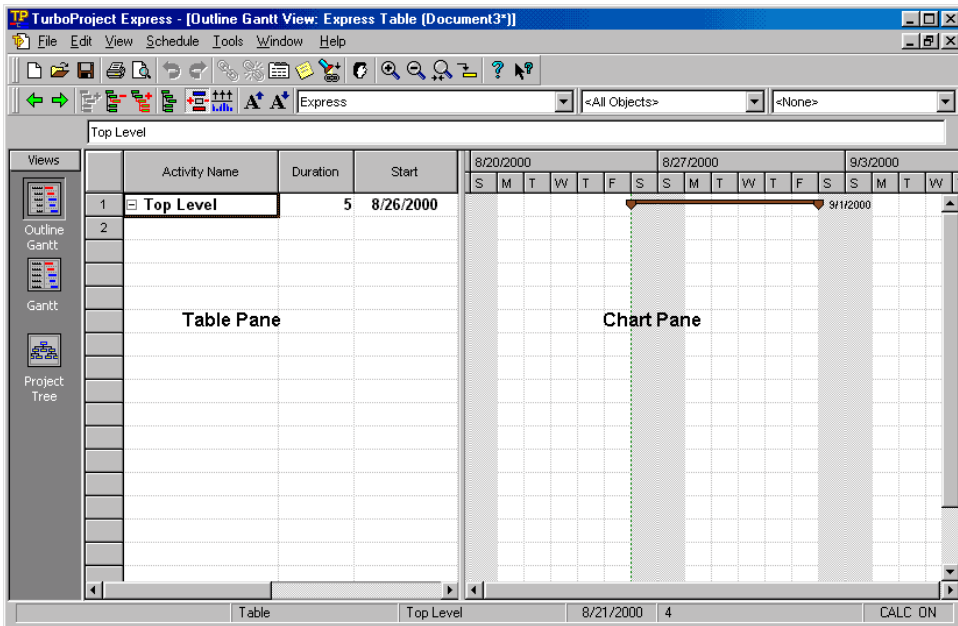 TurboProject Express - [Outline Gantt View: Express Table (Document3*)]
File Edit View Schedule Tools Window Help
Express <All Objects> <None>
Top Level
Views
Activity Name Duration Start
8/20/2000 8/27/2000 9/3/2000
S M T W T F S S M T W T F S S M T W
1 Top Level 5 8/26/2000 9/1/2000
2
Outline
Gantt
Gantt
Project
Tree
Table Pane Chart Pane
Table Top Level 8/21/2000 4 CALC ON